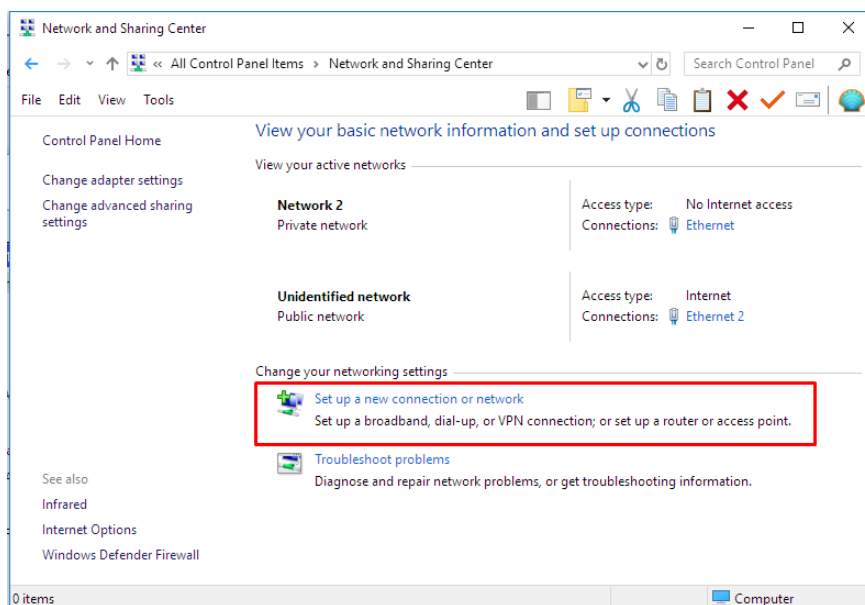 Network and Sharing Center
« All Control Panel Items > Network and Sharing Center
Search Control Panel
File Edit View Tools
Control Panel Home
Change adapter settings
Change advanced sharing
settings
View your basic network information and set up connections
View your active networks
Network 2
Private network
Access type: No Internet access
Connections: Ethernet
Unidentified network
Public network
Access type: Internet
Connections: Ethernet 2
Change your networking settings
Set up a new connection or network
Set up a broadband, dial-up, or VPN connection; or set up a router or access point.
Troubleshoot problems
Diagnose and repair network problems, or get troubleshooting information.
See also
Infrared
Internet Options
Windows Defender Firewall
0 items
Computer